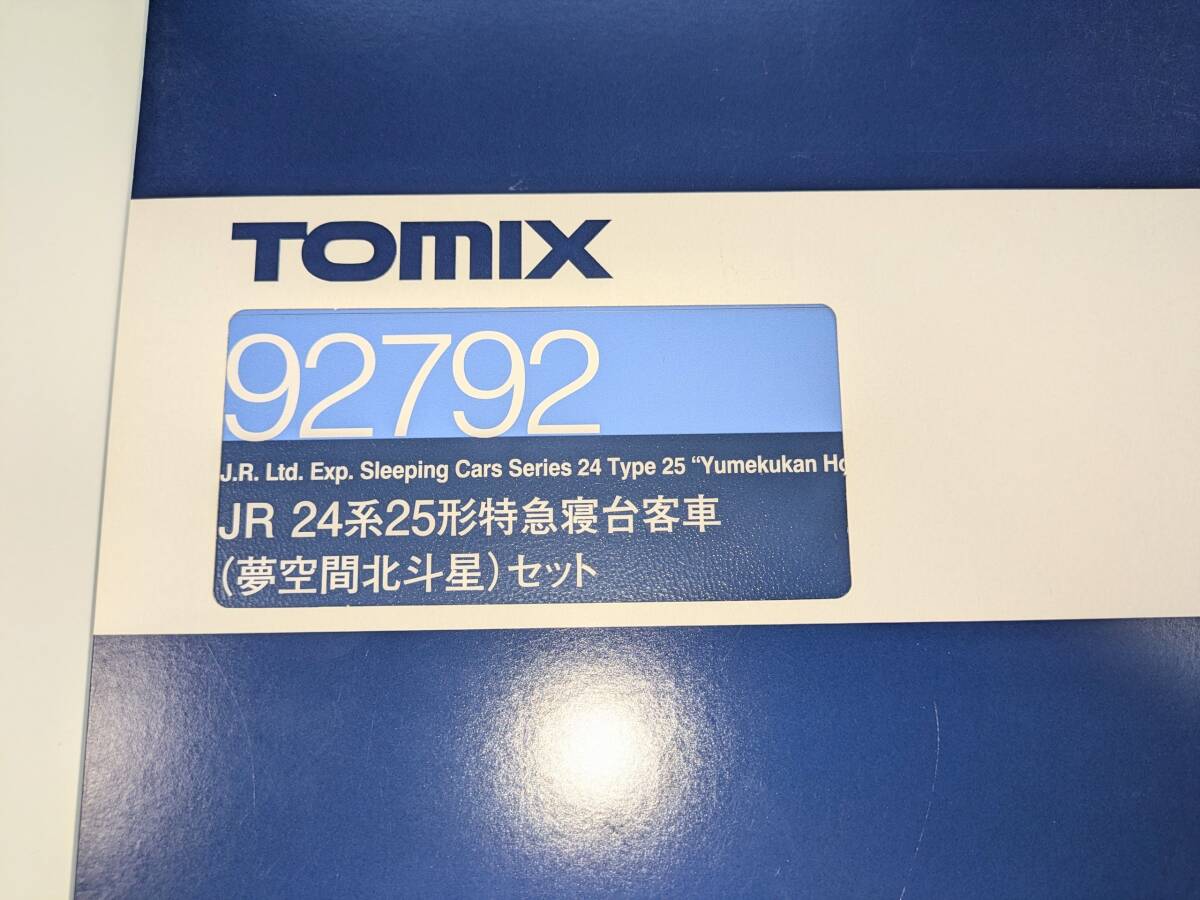 TOMIX
92792
J.R. Ltd. Exp. Sleeping Cars Series 24 Type 25 “Yumekukan
JR 24系25形特急寝台客車
(夢空間北斗星)セット